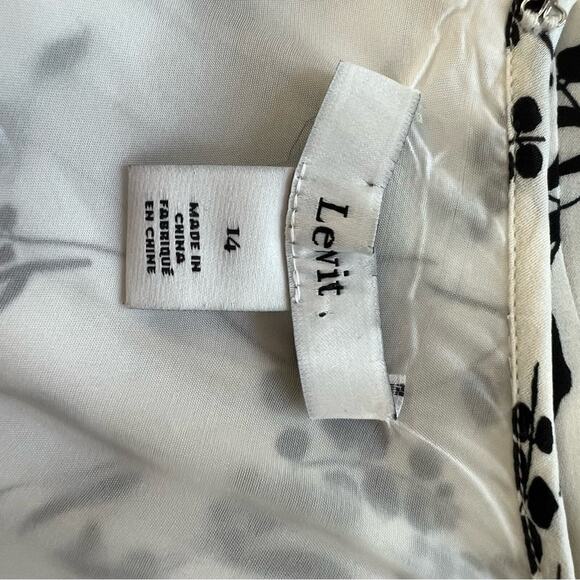 Levit.
14
MADE IN
CHINA
FABRIQUÉ
EN CHINE